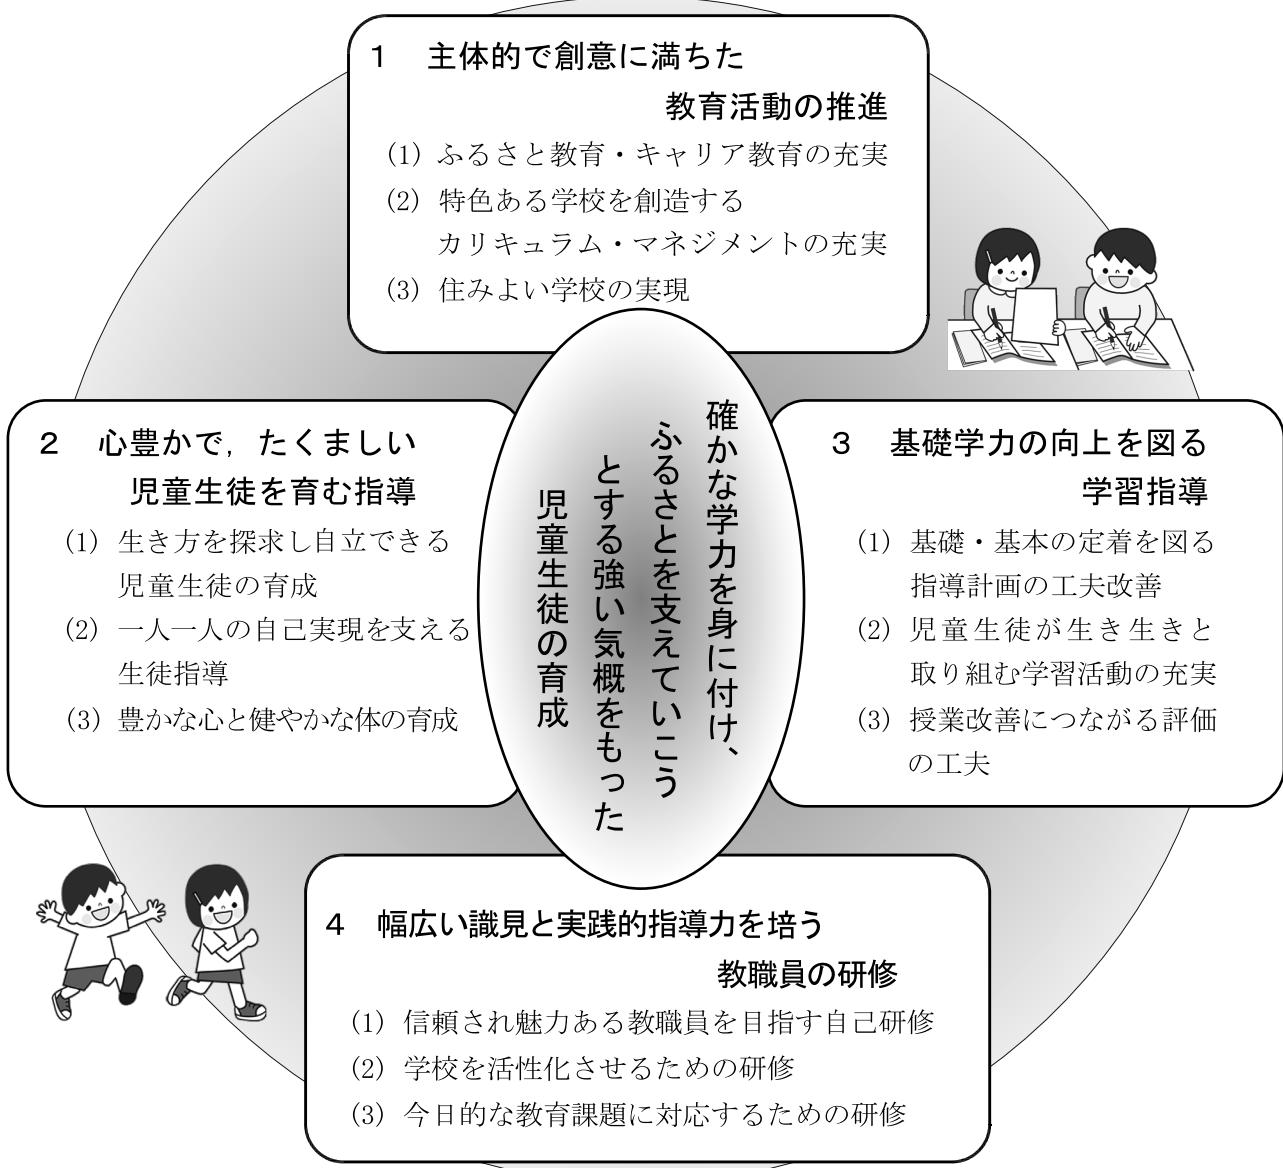 1　主体的で創意に満ちた
教育活動の推進
(1) ふるさと教育・キャリア教育の充実
(2) 特色ある学校を創造する
カリキュラム・マネジメントの充実
(3) 住みよい学校の実現
2　心豊かで，たくましい
児童生徒を育む指導
(1) 生き方を探求し自立できる
児童生徒の育成
(2) 一人一人の自己実現を支える
生徒指導
(3) 豊かな心と健やかな体の育成
確かな学力を身に付け、
ふるさとを支えていこう
とする強い気概をもった
児童生徒の育成
3　基礎学力の向上を図る
学習指導
(1) 基礎・基本の定着を図る
指導計画の工夫改善
(2) 児童生徒が生き生きと
取り組む学習活動の充実
(3) 授業改善につながる評価
の工夫
4　幅広い識見と実践的指導力を培う
教職員の研修
(1) 信頼され魅力ある教職員を目指す自己研修
(2) 学校を活性化させるための研修
(3) 今日的な教育課題に対応するための研修